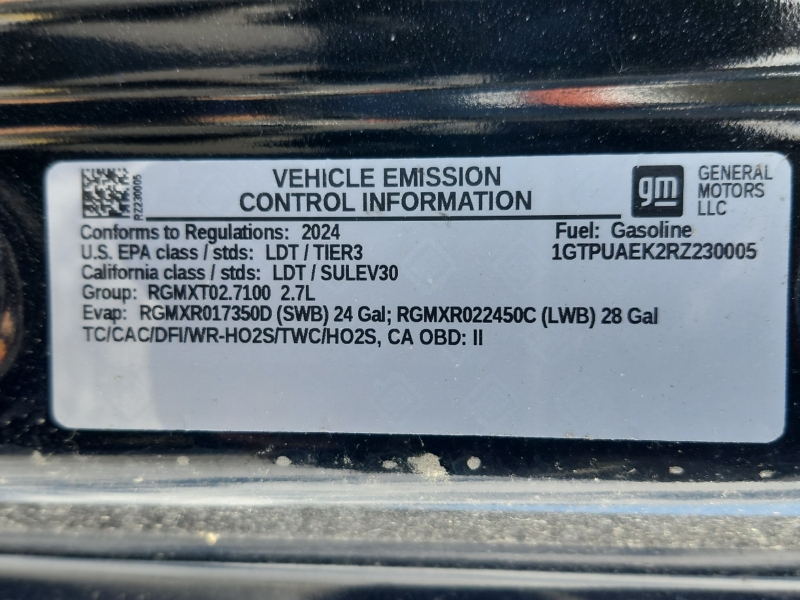 VEHICLE EMISSION
CONTROL INFORMATION
RZ230005
gm
GENERAL
MOTORS
LLC
Conforms to Regulations: 2024
Fuel: Gasoline
U.S. EPA class / stds: LDT / TIER3
1GTPUAEK2RZ230005
California class / stds: LDT / SULEV30
Group: RGMXT02.7100 2.7L
Evap: RGMXR017350D (SWB) 24 Gal; RGMXR022450C (LWB) 28 Gal
TC/CAC/DFI/WR-HO2S/TWC/HO2S, CA OBD: II